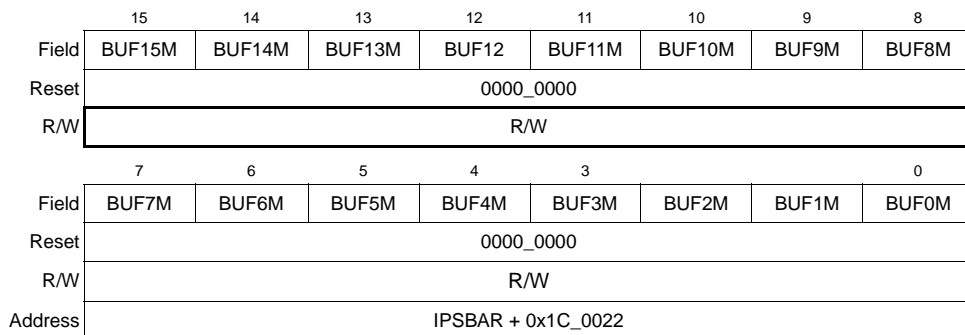 15 14 13 12 11 10 9 8
Field BUF15M BUF14M BUF13M BUF12 BUF11M BUF10M BUF9M BUF8M
Reset 0000_0000
R/W R/W
7 6 5 4 3 0
Field BUF7M BUF6M BUF5M BUF4M BUF3M BUF2M BUF1M BUF0M
Reset 0000_0000
R/W R/W
Address IPSBAR + 0x1C_0022